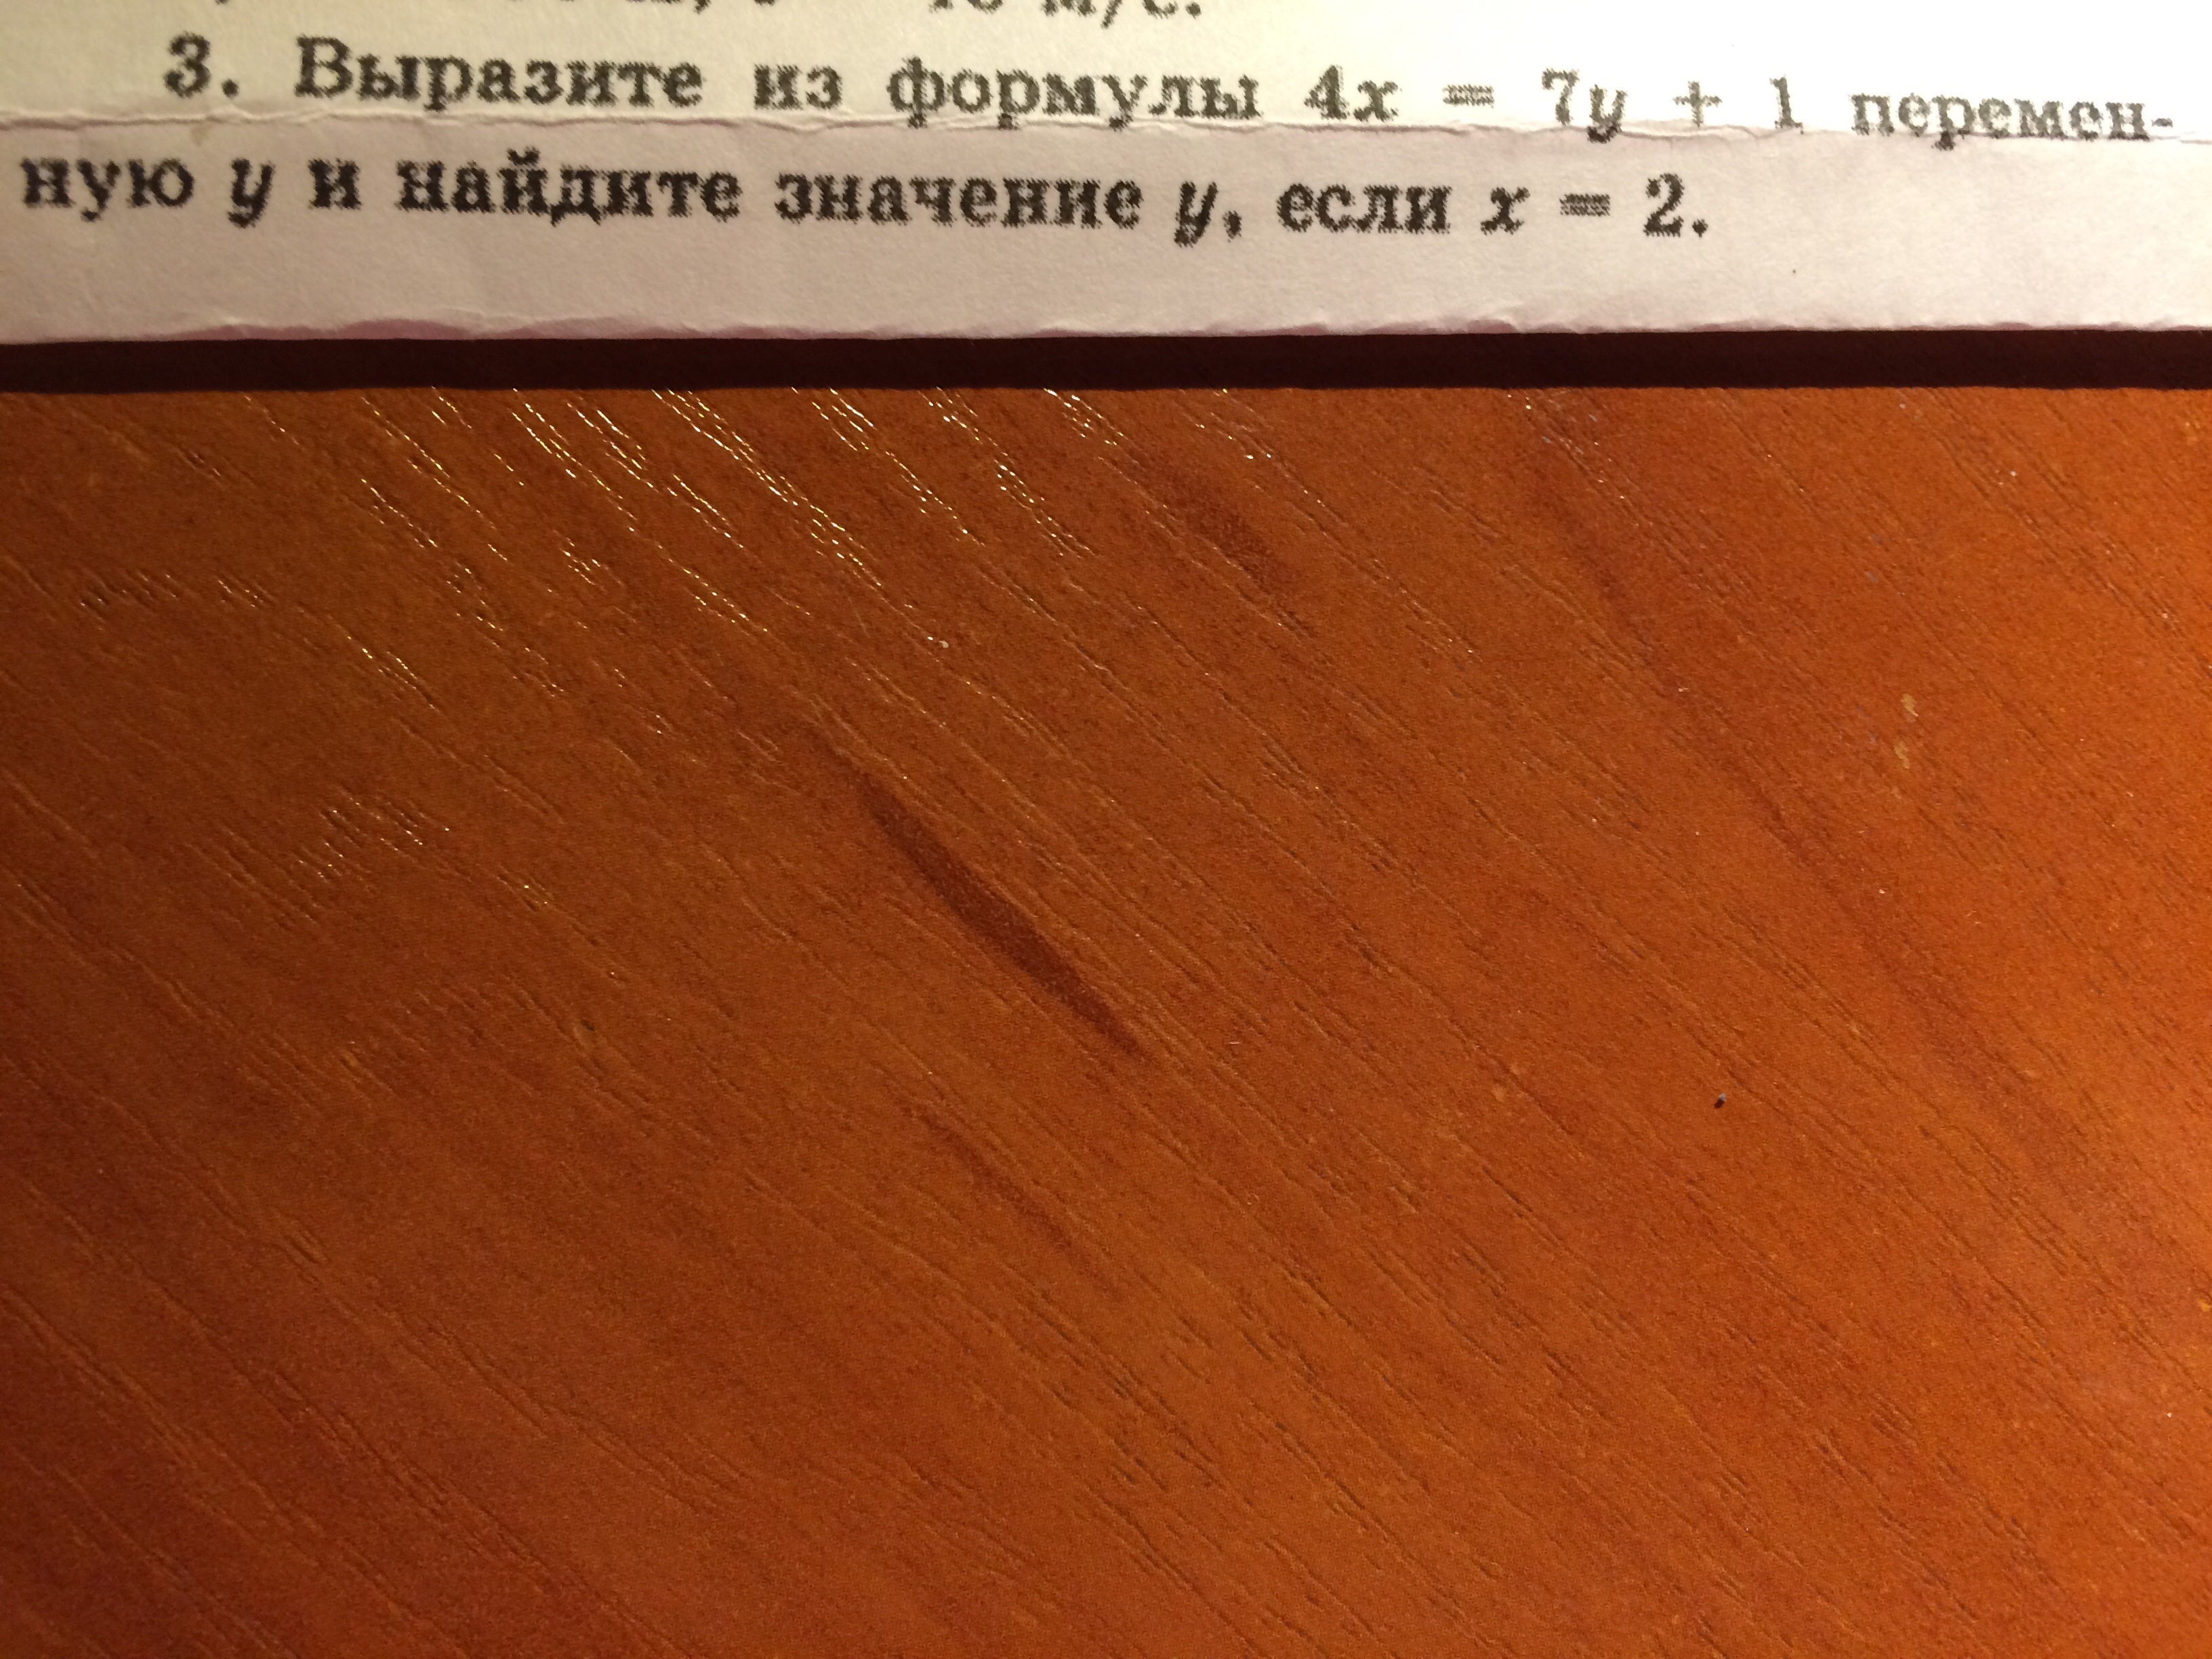 м/с.
3. Выразите из формулы 4x = 7y + 1 перемен-
ную y и найдите значение y, если x = 2.